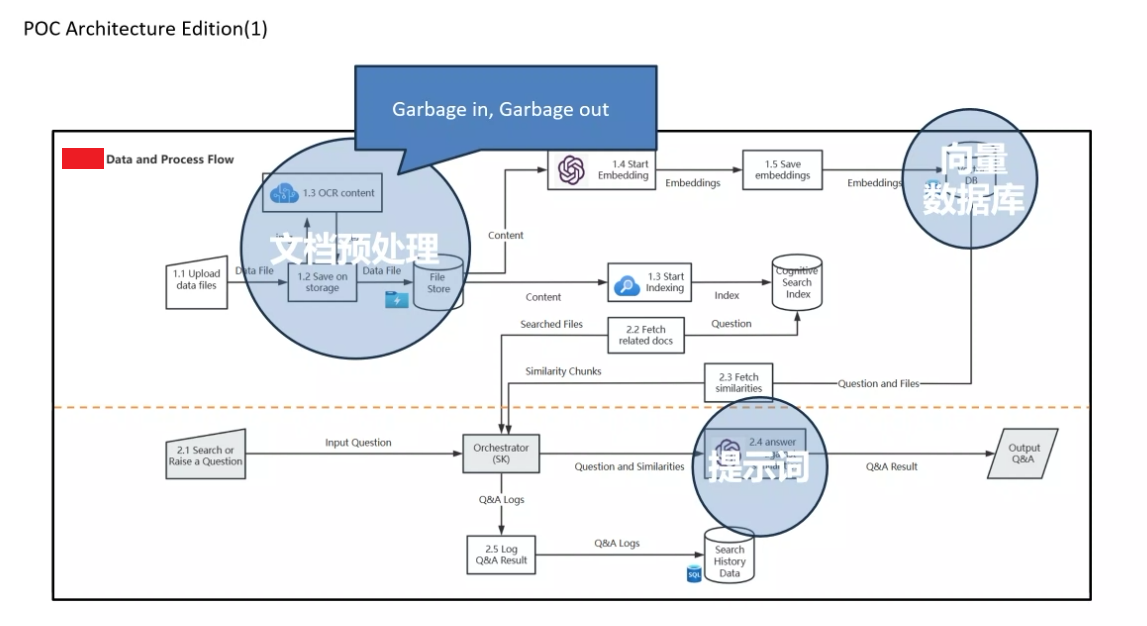 POC Architecture Edition(1)
Garbage in, Garbage out
Data and Process Flow
1.3 OCR content
文档预处理
1.1 Upload
data files
Data File
1.2 Save on
storage
Data File
File
Store
Content
1.4 Start
Embedding
Embeddings
1.5 Save
embeddings
Embeddings
向量
数据库
DB
Content
1.3 Start
Indexing
Index
Cognitive
Search
Index
Searched Files
2.2 Fetch
related docs
Question
Similarity Chunks
2.3 Fetch
similarities
Question and Files
2.1 Search or
Raise a Question
Input Question
Orchestrator
(SK)
Question and Similarities
2.4 answer
提示词
Q&A Result
Output
Q&A
Q&A Logs
2.5 Log
Q&A Result
Q&A Logs
Search
History
Data
SQL